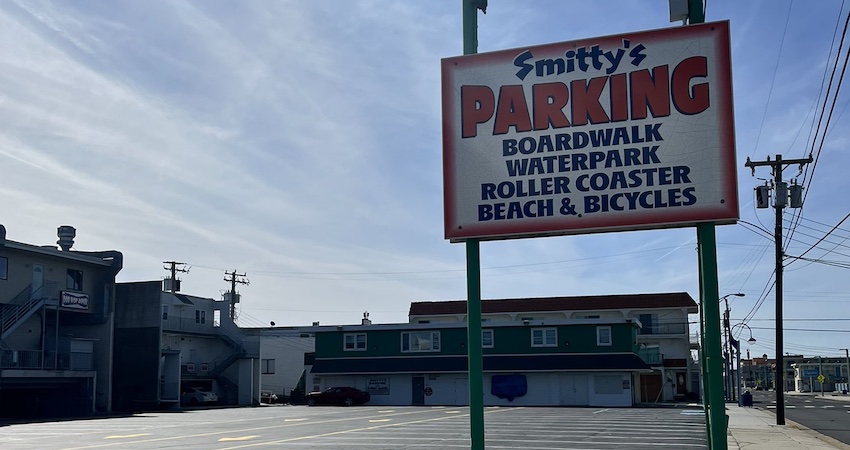 Smitty's
PARKING
BOARDWALK
WATERPARK
ROLLER COASTER
BEACH & BICYCLES